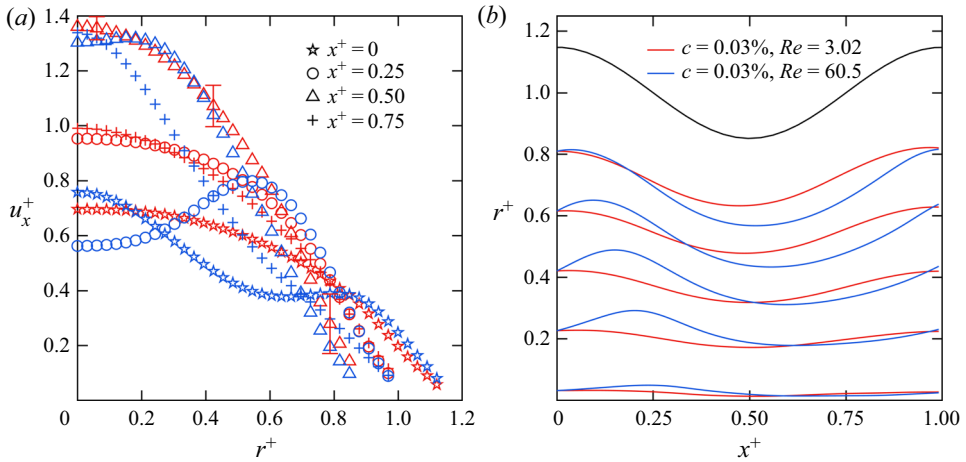 (a)
1.4
1.2
1.0
0.8
0.6
0.4
0.2
0
0.2
0.4
0.6
0.8
1.0
1.2
u_x^+
r^+
x^+ = 0
x^+ = 0.25
x^+ = 0.50
x^+ = 0.75
(b)
1.2
1.0
0.8
0.6
0.4
0.2
0
0.25
0.50
0.75
1.00
r^+
x^+
c = 0.03%, Re = 3.02
c = 0.03%, Re = 60.5